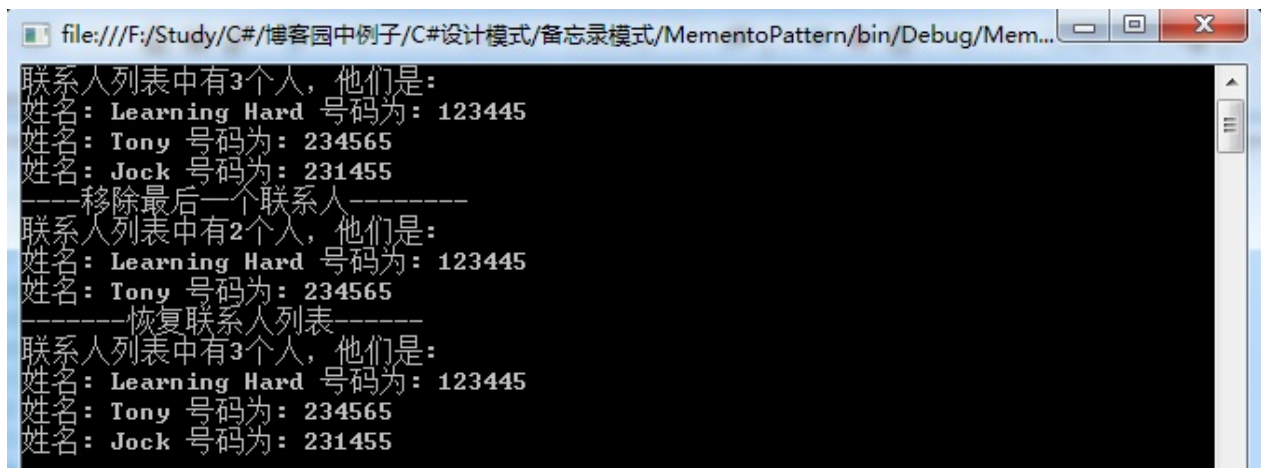 file:///F:/Study/C#/博客园中例子/C#设计模式/备忘录模式/MementoPattern/bin/Debug/Mem...
联系人列表中有3个人，他们是：
姓名：Learning Hard 号码为：123445
姓名：Tony 号码为：234565
姓名：Jock 号码为：231455
----移除最后一个联系人--------
联系人列表中有2个人，他们是：
姓名：Learning Hard 号码为：123445
姓名：Tony 号码为：234565
-------恢复联系人列表------
联系人列表中有3个人，他们是：
姓名：Learning Hard 号码为：123445
姓名：Tony 号码为：234565
姓名：Jock 号码为：231455